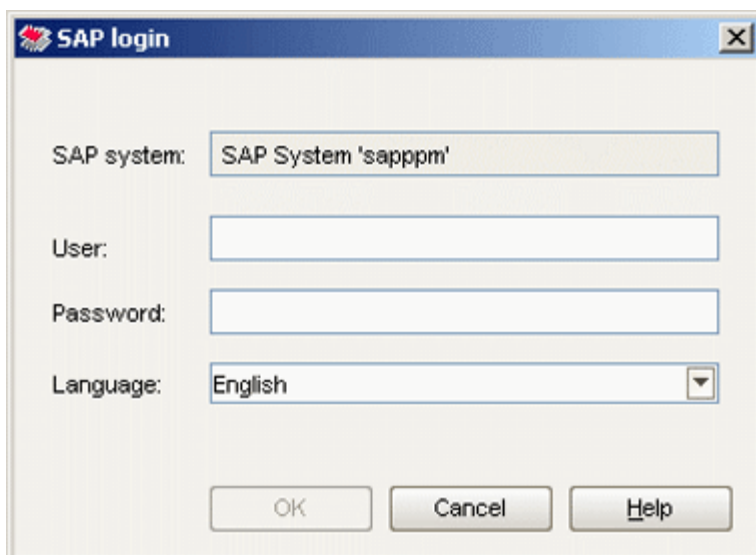 SAP login
SAP system: SAP System 'sapppm'
User:
Password:
Language: English
OK Cancel Help